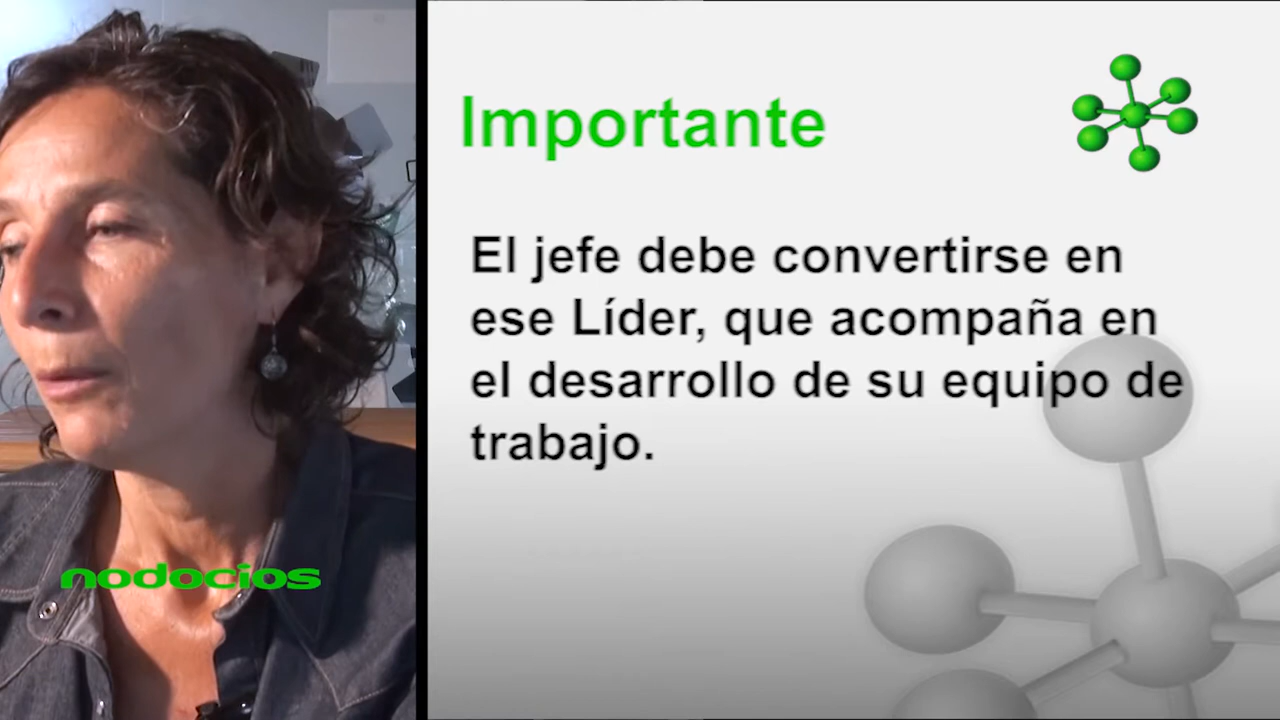 Importante
El jefe debe convertirse en
ese Líder, que acompaña en
el desarrollo de su equipo de
trabajo.
nodocios